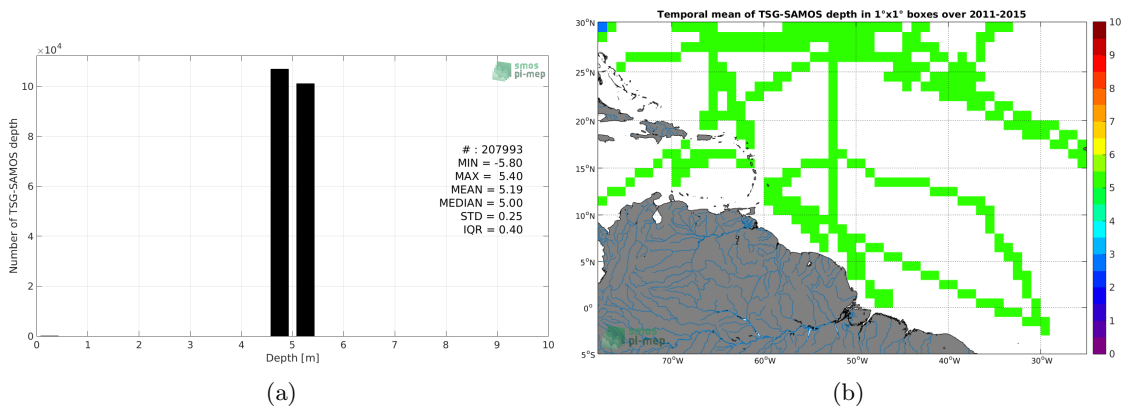 ×10⁴
10
8
6
4
2
0
Number of TSG-SAMOS depth
smos
pi-mep
# : 207993
MIN = -5.80
MAX = 5.40
MEAN = 5.19
MEDIAN = 5.00
STD = 0.25
IQR = 0.40
0 1 2 3 4 5 6 7 8 9 10
Depth [m]
(a)
Temporal mean of TSG-SAMOS depth in 1°x1° boxes over 2011-2015
30°N
25°N
20°N
15°N
10°N
5°N
0°
5°S
70°W 60°W 50°W 40°W 30°W
smos
pi-mep
10
9
8
7
6
5
4
3
2
1
0
(b)